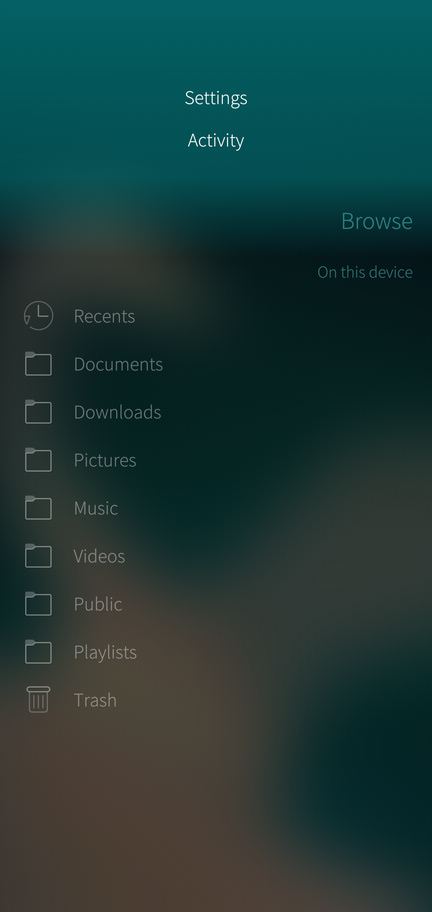 Settings
Activity
Browse
On this device
Recents
Documents
Downloads
Pictures
Music
Videos
Public
Playlists
Trash